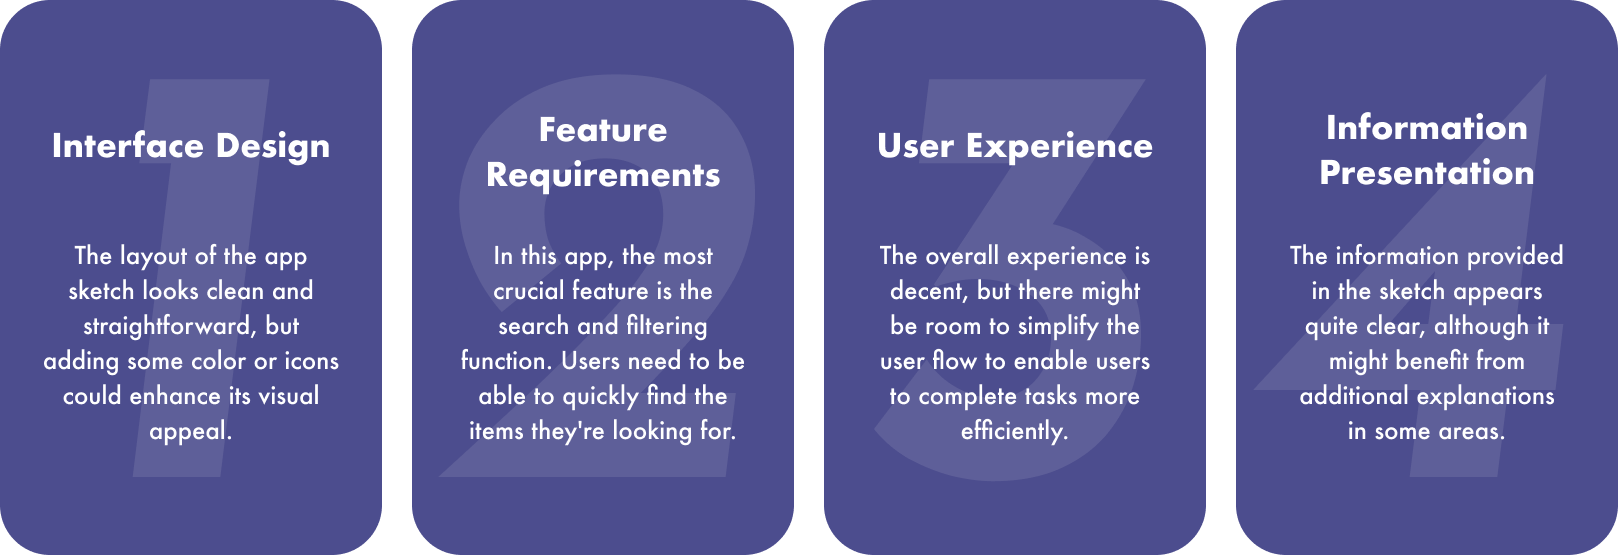 1
Interface Design
The layout of the app
sketch looks clean and
straightforward, but
adding some color or icons
could enhance its visual
appeal.
2
Feature
Requirements
In this app, the most
crucial feature is the
search and filtering
function. Users need to be
able to quickly find the
items they're looking for.
3
User Experience
The overall experience is
decent, but there might
be room to simplify the
user flow to enable users
to complete tasks more
efficiently.
4
Information
Presentation
The information provided
in the sketch appears
quite clear, although it
might benefit from
additional explanations
in some areas.